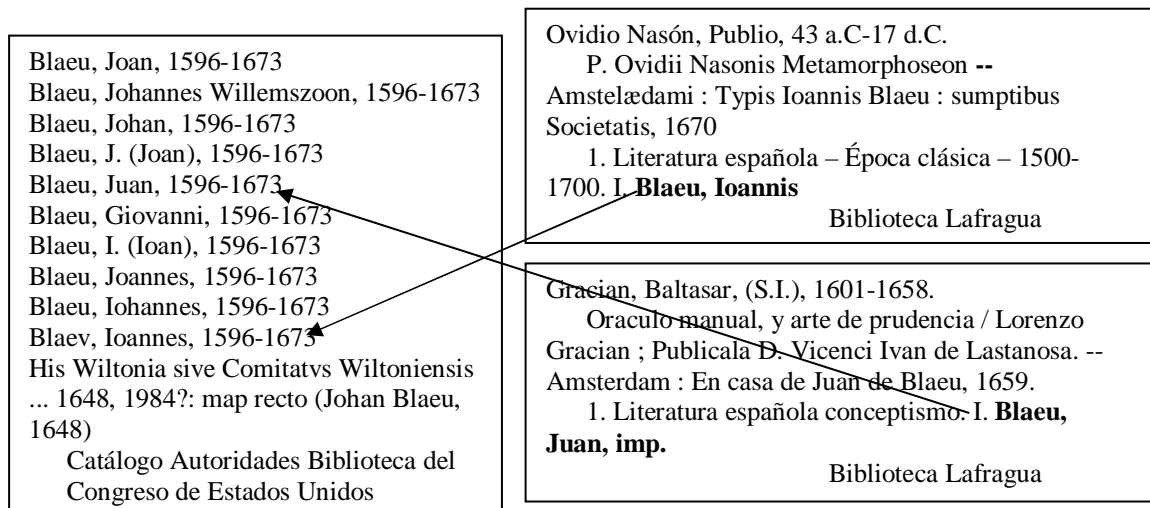 Blaeu, Joan, 1596-1673
Blaeu, Johannes Willemszoon, 1596-1673
Blaeu, Johan, 1596-1673
Blaeu, J. (Joan), 1596-1673
Blaeu, Juan, 1596-1673
Blaeu, Giovanni, 1596-1673
Blaeu, I. (Ioan), 1596-1673
Blaeu, Joannes, 1596-1673
Blaeu, Iohannes, 1596-1673
Blaev, Ioannes, 1596-1673
His Wiltonia sive Comitatvs Wiltoniensis
... 1648, 1984?: map recto (Johan Blaeu,
1648)
Catálogo Autoridades Biblioteca del
Congreso de Estados Unidos
Ovidio Nasón, Publio, 43 a.C-17 d.C.
P. Ovidii Nasonis Metamorphoseon --
Amstelædami : Typis Ioannis Blaeu : sumptibus
Societatis, 1670
1. Literatura española – Época clásica – 1500-
1700. I. Blaeu, Ioannis
Biblioteca Lafragua
Gracian, Baltasar, (S.I.), 1601-1658.
Oraculo manual, y arte de prudencia / Lorenzo
Gracian ; Publicala D. Vicenci Ivan de Lastanosa. --
Amsterdam : En casa de Juan de Blaeu, 1659.
1. Literatura española conceptismo. I. Blaeu,
Juan, imp.
Biblioteca Lafragua